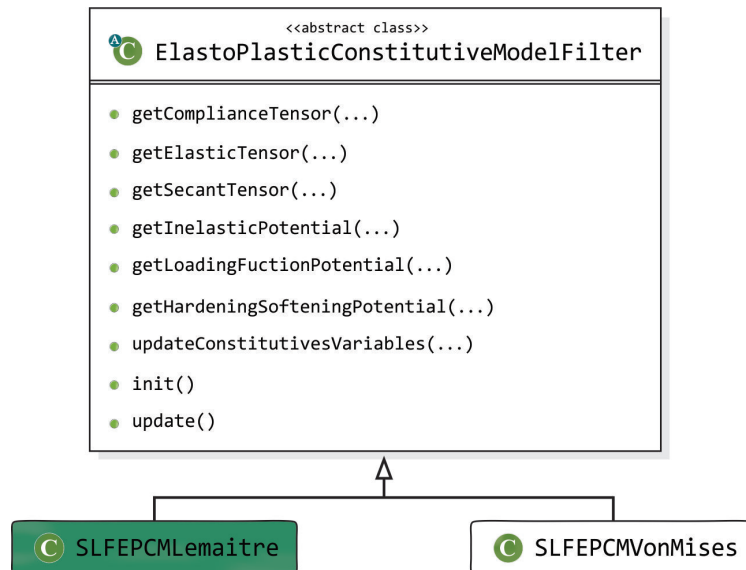 <<abstract class>>
A C ElastoPlasticConstitutiveModelFilter
getComplianceTensor(...)
getElasticTensor(...)
getSecantTensor(...)
getInelasticPotential(...)
getLoadingFuctionPotential(...)
getHardeningSofteningPotential(...)
updateConstitutivesVariables(...)
init()
update()
C SLFEPCMLemaitre
C SLFEPCMVonMises